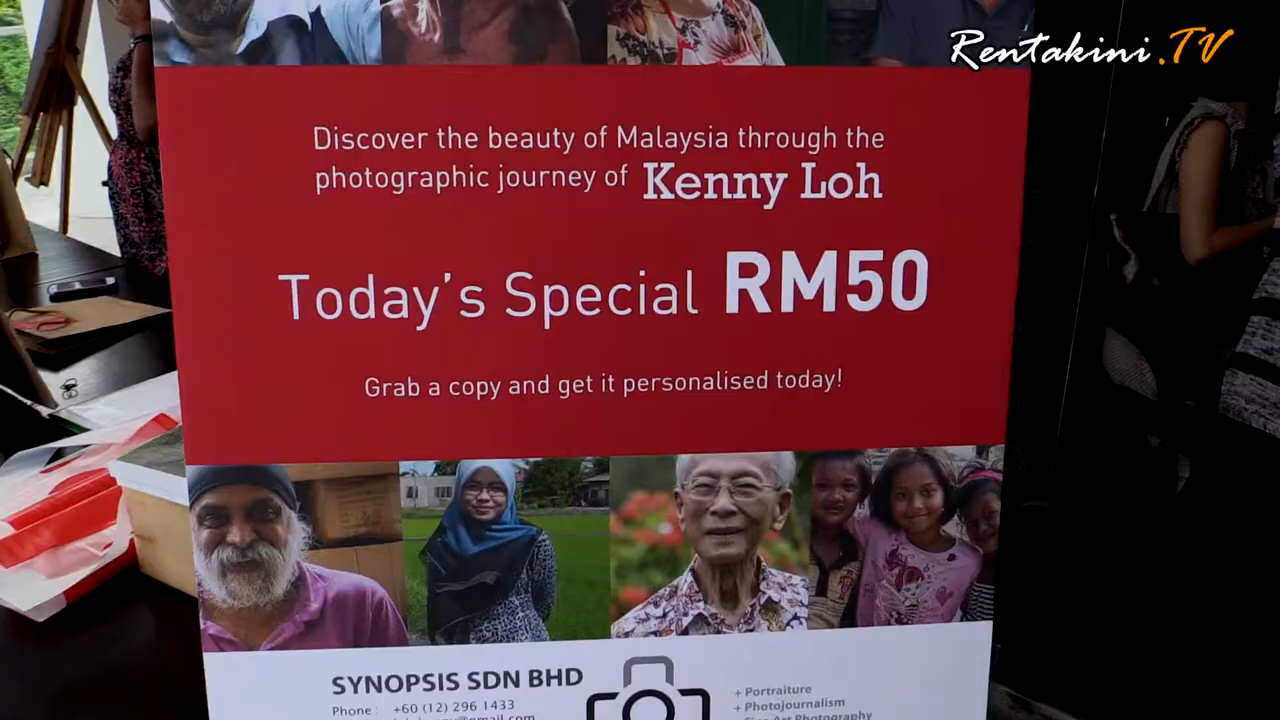 Rentakini.TV
Discover the beauty of Malaysia through the
photographic journey of Kenny Loh
Today's Special RM50
Grab a copy and get it personalised today!
SYNOPSIS SDN BHD
Phone : +60 (12) 296 1433
+ Portraiture
+ Photojournalism